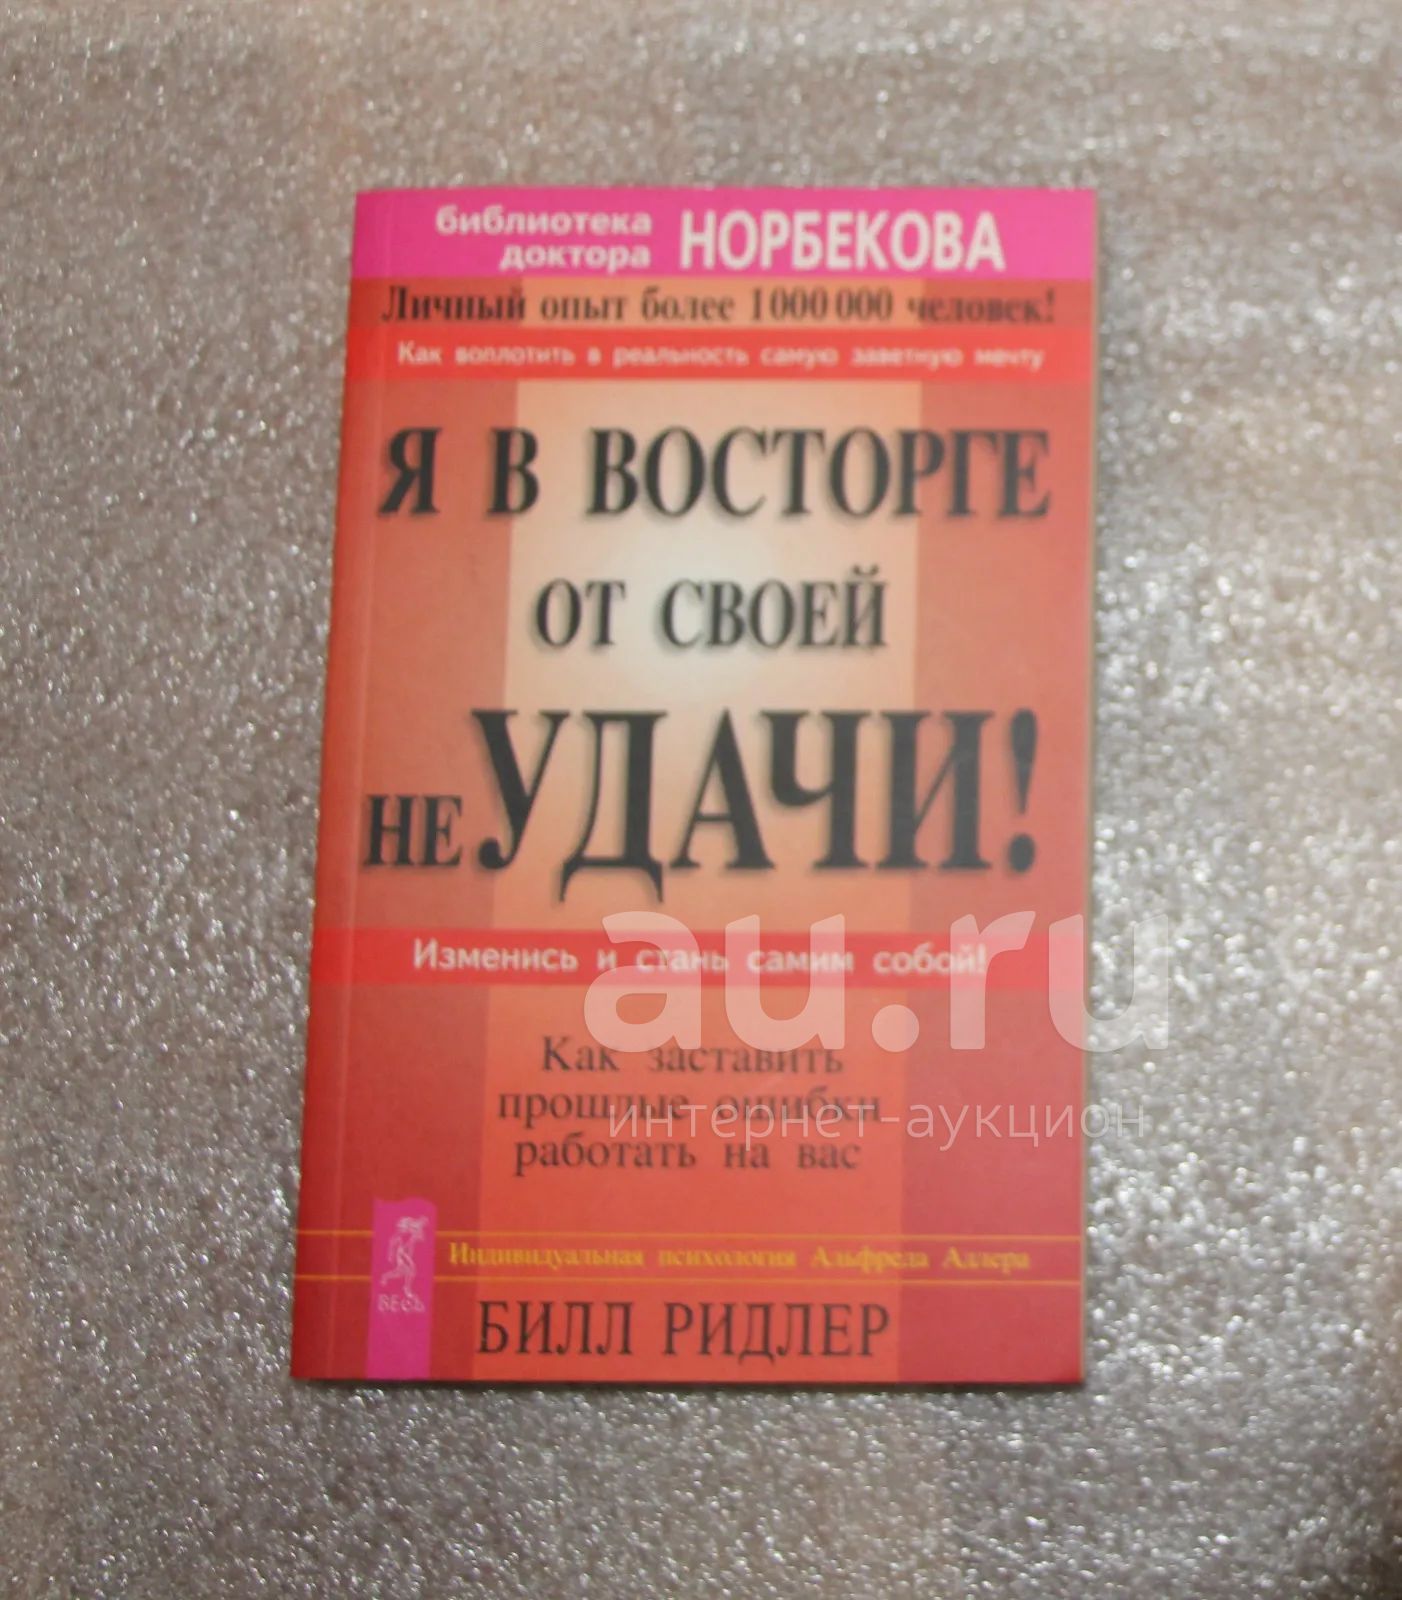 библиотека
доктора НОРБЕКОВА
Личный опыт более 1000 000 человек!
Как воплотить в реальность самую заветную мечту
Я В ВОСТОРГЕ
ОТ СВОЕЙ
НЕУДАЧИ!
Изменись и стань самим собой!
au.ru
Как заставить
прошлые ошибки
интернет-аукцион
работать на вас
Индивидуальная психология Альфреда Адлера
ВЕСЬ
БИЛЛ РИДЛЕР